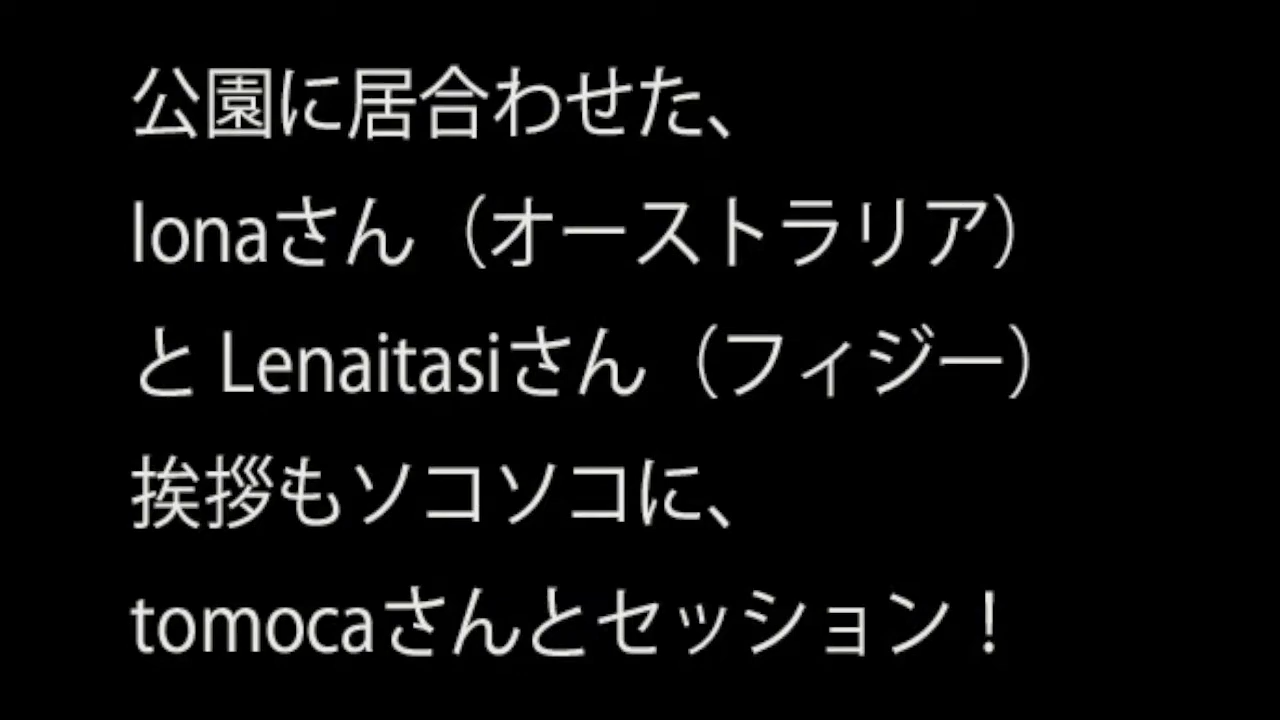 公園に居合わせた、
Ionaさん（オーストラリア）
と Lenaitasiさん（フィジー）
挨拶もソコソコに、
tomocaさんとセッション！